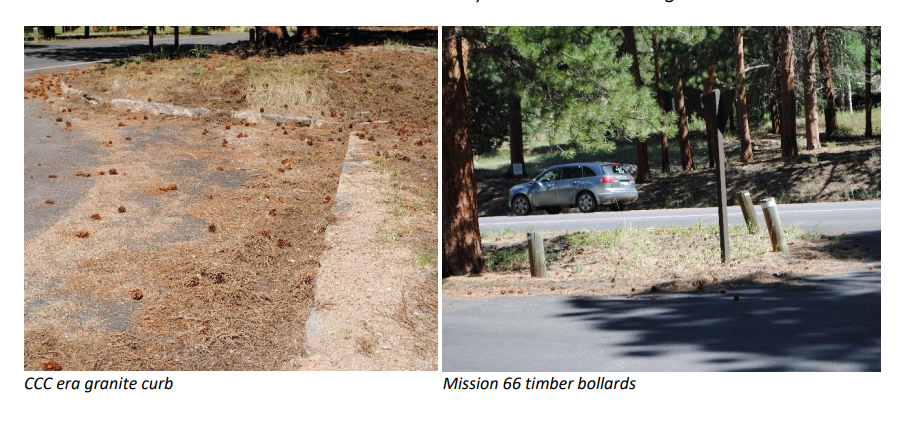 CCC era granite curb
Mission 66 timber bollards